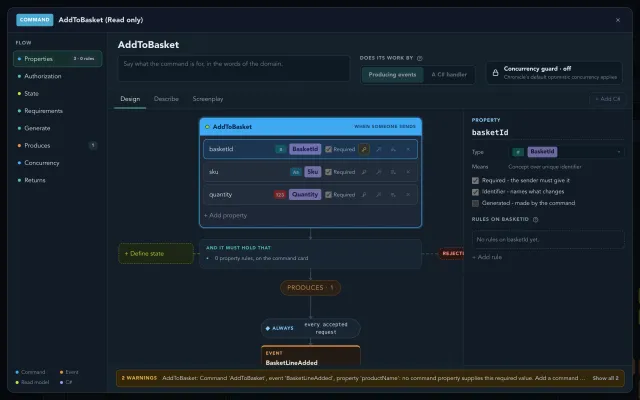 COMMAND AddToBasket (Read only) ×
FLOW
Properties 3 · 0 rules
Authorization
State
Requirements
Generate
Produces 1
Concurrency
Returns
Command
Event
Read model
C#
AddToBasket
Say what the command is for, in the words of the domain.
DOES ITS WORK BY
Producing events
A C# handler
Concurrency guard · off
Chronicle's default optimistic concurrency applies
Design
Describe
Screenplay
+ Add C#
AddToBasket WHEN SOMEONE SENDS
basketId BasketId Required
sku Aa Sku Required
quantity 123 Quantity Required
+ Add property
+ Define state
AND IT MUST HOLD THAT
• 0 property rules, on the command card
REJECTE
PRODUCES · 1
ALWAYS every accepted request
EVENT
BasketLineAdded
PROPERTY
basketId
Type BasketId
Means Concept over unique identifier
Required - the sender must give it
Identifier - names what changes
Generated - made by the command
RULES ON BASKETID
No rules on basketId yet.
+ Add rule
2 WARNINGS AddToBasket: Command 'AddToBasket', event 'BasketLineAdded', property 'productName': no command property supplies this required value. Add a command ... Show all 2